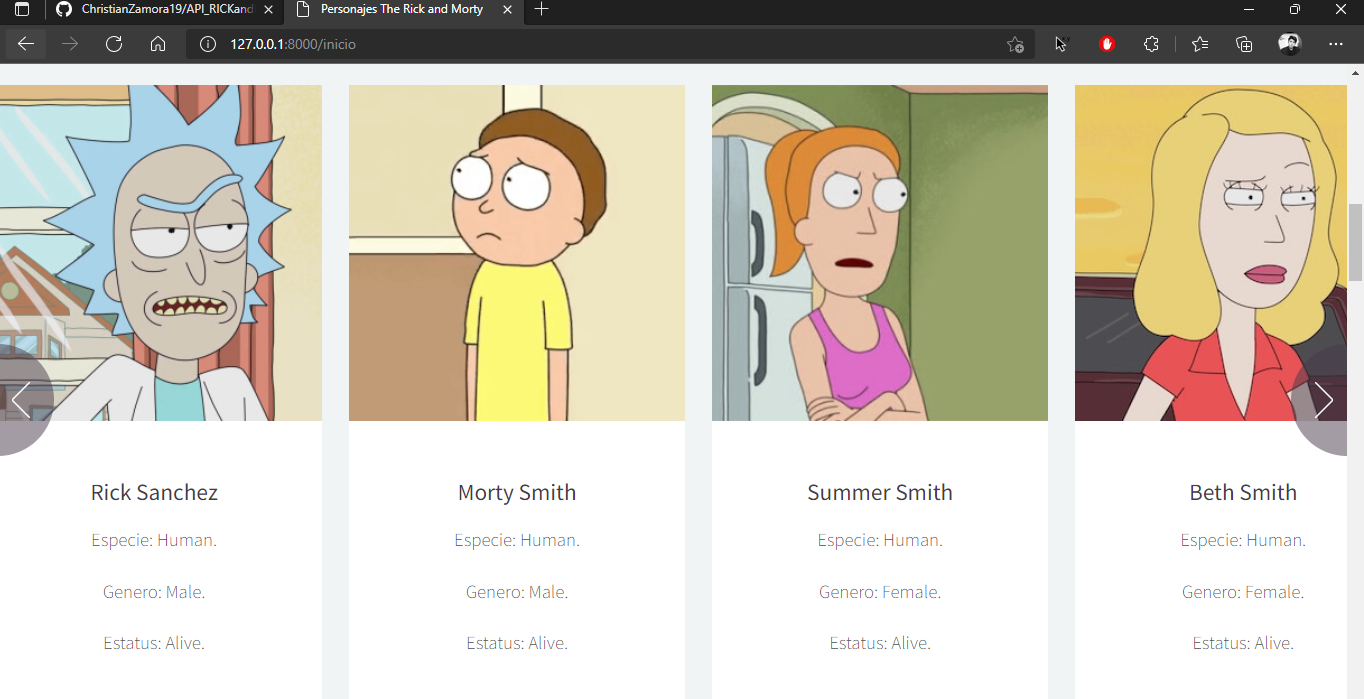 ChristianZamora19/API_RICKand
Personajes The Rick and Morty
127.0.0.1:8000/inicio
Rick Sanchez
Especie: Human.
Genero: Male.
Estatus: Alive.
Morty Smith
Especie: Human.
Genero: Male.
Estatus: Alive.
Summer Smith
Especie: Human.
Genero: Female.
Estatus: Alive.
Beth Smith
Especie: Human.
Genero: Female.
Estatus: Alive.